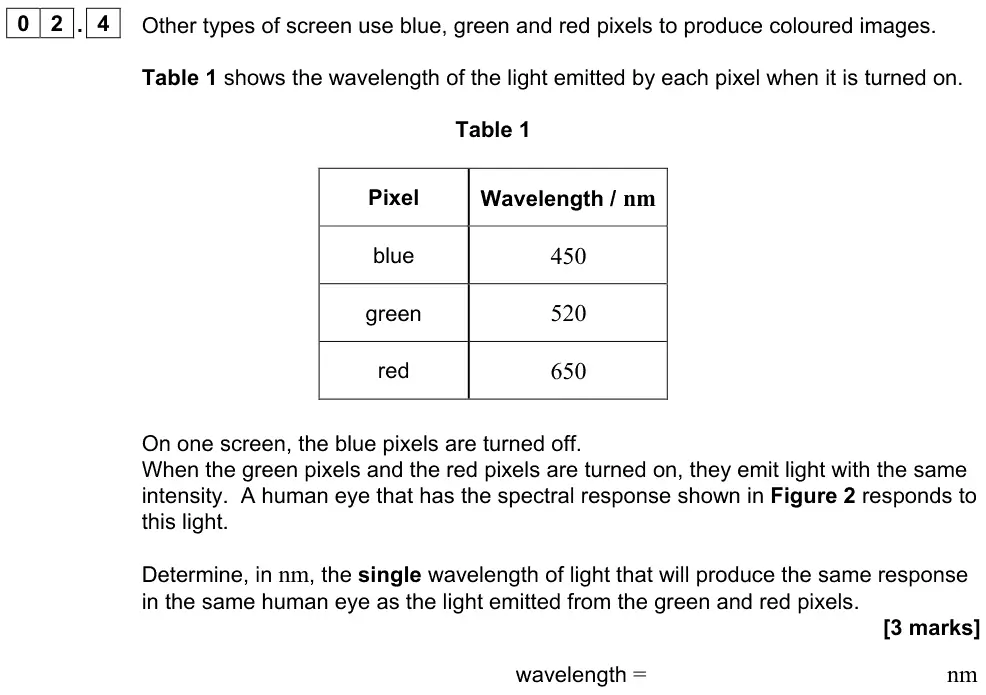 0 2 . 4 Other types of screen use blue, green and red pixels to produce coloured images.
Table 1 shows the wavelength of the light emitted by each pixel when it is turned on.
Table 1
Pixel Wavelength / nm
blue 450
green 520
red 650
On one screen, the blue pixels are turned off.
When the green pixels and the red pixels are turned on, they emit light with the same
intensity. A human eye that has the spectral response shown in Figure 2 responds to
this light.
Determine, in nm, the single wavelength of light that will produce the same response
in the same human eye as the light emitted from the green and red pixels.
[3 marks]
wavelength = nm